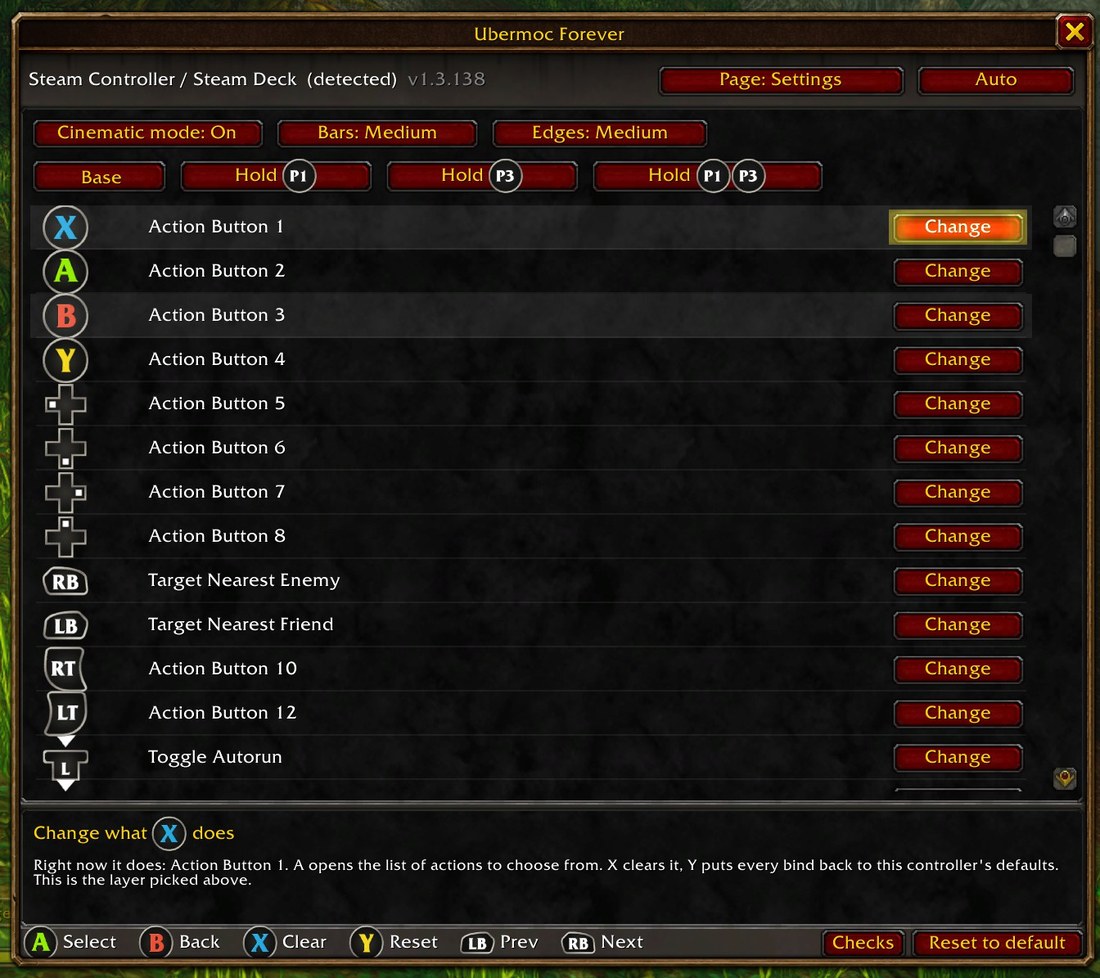 Ubermoc Forever
Steam Controller / Steam Deck (detected) v1.3.138 Page: Settings Auto
Cinematic mode: On Bars: Medium Edges: Medium
Base Hold P1 Hold P3 Hold P1 P3
X Action Button 1 Change
A Action Button 2 Change
B Action Button 3 Change
Y Action Button 4 Change
Action Button 5 Change
Action Button 6 Change
Action Button 7 Change
Action Button 8 Change
RB Target Nearest Enemy Change
LB Target Nearest Friend Change
RT Action Button 10 Change
LT Action Button 12 Change
L Toggle Autorun Change
Change what X does
Right now it does: Action Button 1. A opens the list of actions to choose from. X clears it, Y puts every bind back to this controller's defaults.
This is the layer picked above.
A Select B Back X Clear Y Reset LB Prev RB Next Checks Reset to default